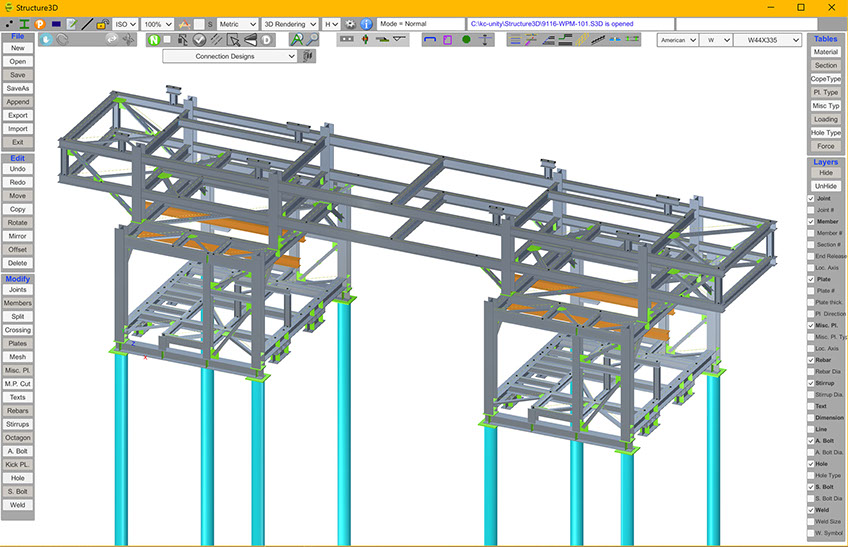 Structure3D
ISO 100% S Metric 3D Rendering H Mode = Normal C:\kc-unity\Structure3D\9116-WPM-101.S3D is opened
N D American W W44X335
Connection Designs
File
New
Open
Save
SaveAs
Append
Export
Import
Exit
Edit
Undo
Redo
Move
Copy
Rotate
Mirror
Offset
Delete
Modify
Joints
Members
Split
Crossing
Plates
Mesh
Misc. Pl.
M.P. Cut
Texts
Rebars
Stirrups
Octagon
A. Bolt
Kick PL.
Hole
S. Bolt
Weld
Z
X
Tables
Material
Section
CopeType
Pl. Type
Misc Typ
Loading
Hole Type
Force
Layers
Hide
UnHide
Joint
Joint #
Member
Member #
Section #
End Release
Loc. Axis
Plate
Plate #
Plate thick.
Pl. Direction
Misc. Pl.
Misc. Pl. Typ
Loc. Axis
Rebar
Rebar Dia
Stirrup
Stirrup Dia.
Text
Dimension
Line
A. Bolt
A. Bolt Dia.
Hole
Hole Type
S. Bolt
S. Bolt Die
Weld
Weld Size
W. Symbol